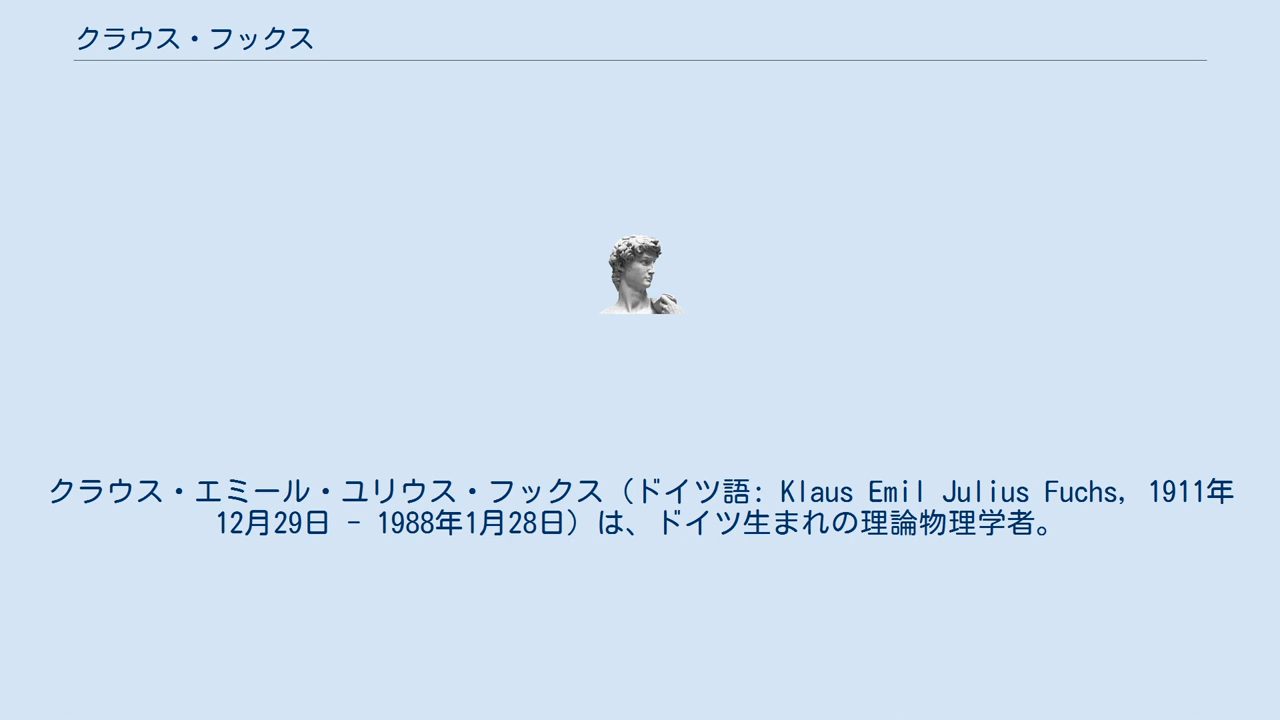 クラウス・フックス
クラウス・エミール・ユリウス・フックス（ドイツ語: Klaus Emil Julius Fuchs, 1911年
12月29日 - 1988年1月28日）は、ドイツ生まれの理論物理学者。